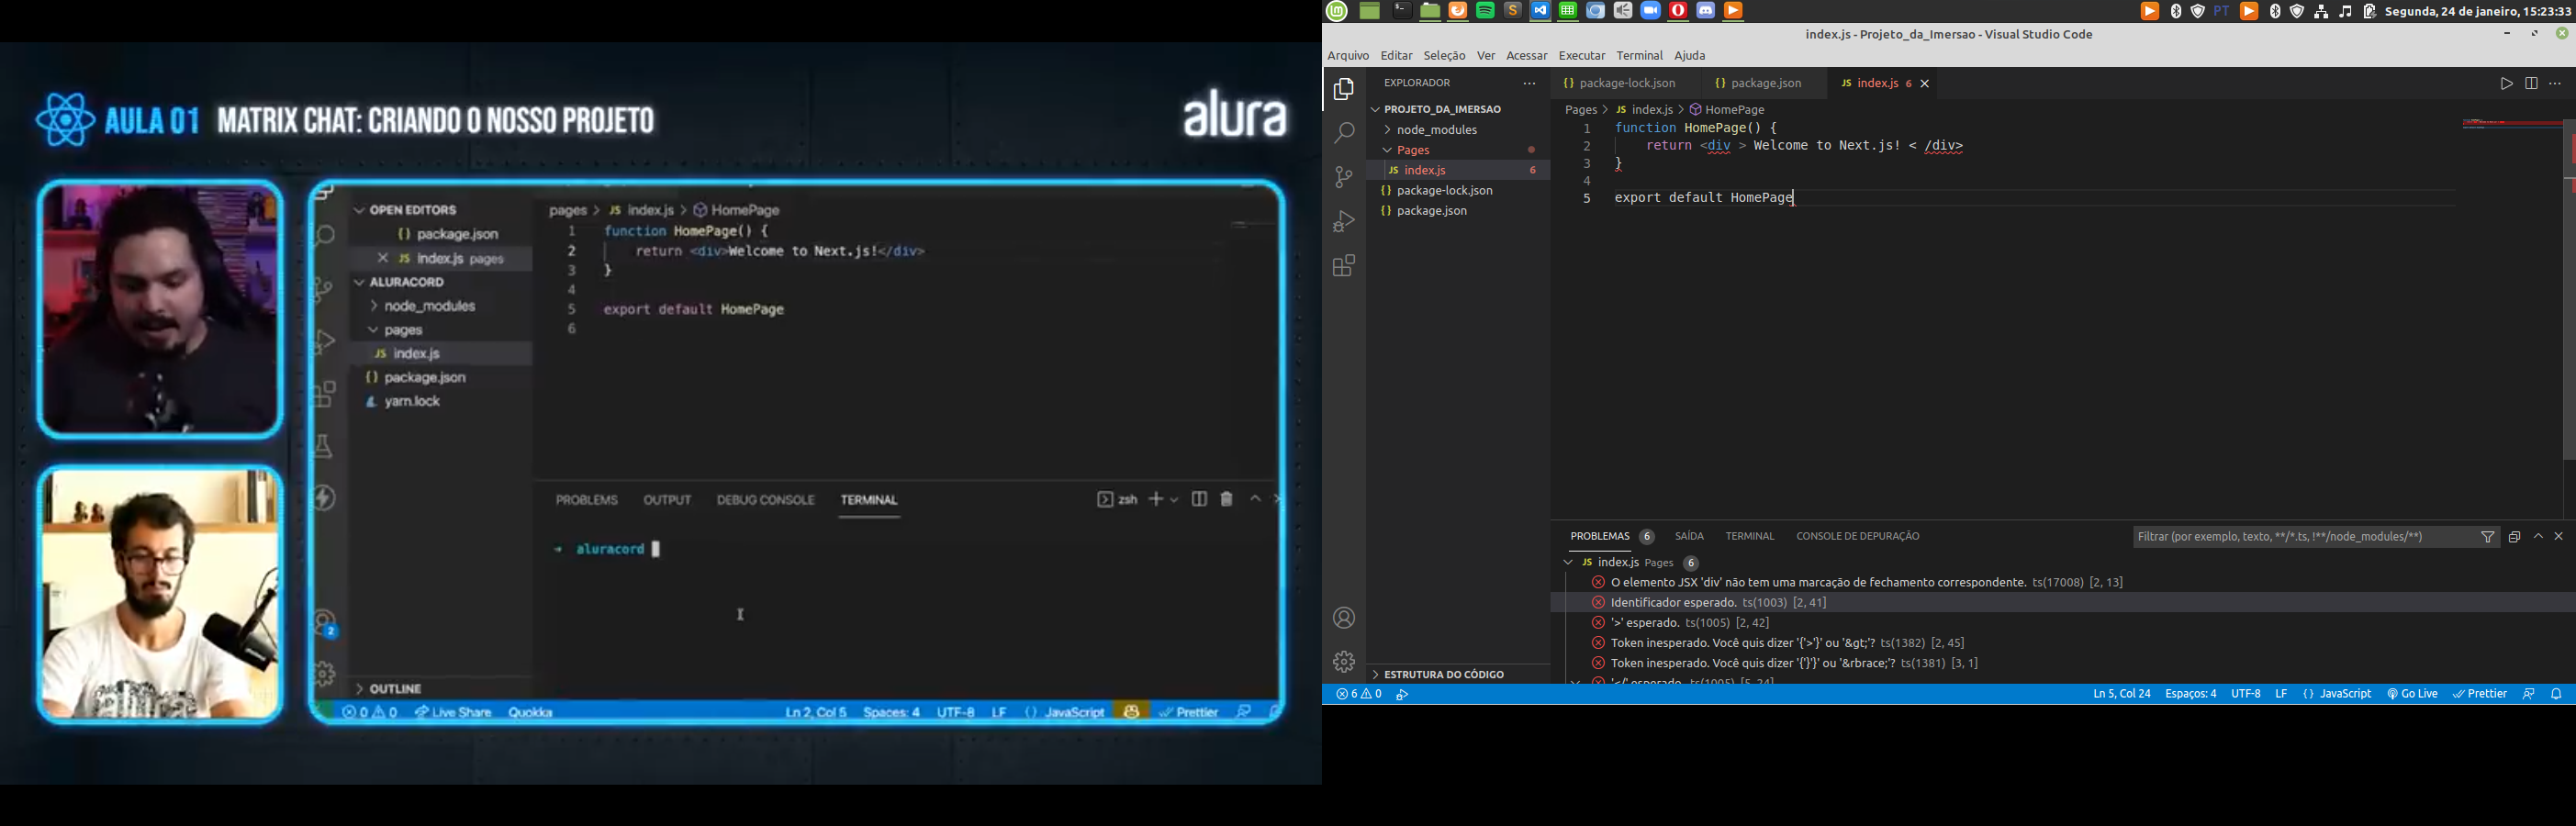 AULA 01 MATRIX CHAT: CRIANDO O NOSSO PROJETO
alura
OPEN EDITORS
{} package.json
JS index.js pages
ALURACORD
node_modules
pages
JS index.js
{} package.json
yarn.lock
2
OUTLINE
pages > JS index.js > HomePage
1 function HomePage() {
2 return <div>Welcome to Next.js!</div>
3 }
4
5 export default HomePage
6
PROBLEMS OUTPUT DEBUG CONSOLE TERMINAL zsh
→ aluracord
0 0 Live Share Quokka Ln 2, Col 5 Spaces: 4 UTF-8 LF {} JavaScript Prettier
PT Segunda, 24 de janeiro, 15:23:33
index.js - Projeto_da_Imersao - Visual Studio Code
Arquivo Editar Seleção Ver Acessar Executar Terminal Ajuda
EXPLORADOR ···
PROJETO_DA_IMERSAO
node_modules
Pages
JS index.js 6
{} package-lock.json
{} package.json
ESTRUTURA DO CÓDIGO
{} package-lock.json {} package.json JS index.js 6
Pages > JS index.js > HomePage
1 function HomePage() {
2 return <div > Welcome to Next.js! < /div>
3 }
4
5 export default HomePage
PROBLEMAS 6 SAÍDA TERMINAL CONSOLE DE DEPURAÇÃO Filtrar (por exemplo, texto, **/*.ts, !**/node_modules/**)
JS index.js Pages 6
O elemento JSX 'div' não tem uma marcação de fechamento correspondente. ts(17008) [2, 13]
Identificador esperado. ts(1003) [2, 41]
'>' esperado. ts(1005) [2, 42]
Token inesperado. Você quis dizer '{'>'}' ou '&gt;'? ts(1382) [2, 45]
Token inesperado. Você quis dizer '{'}'}' ou '&rbrace;'? ts(1381) [3, 1]
'</' esperado. ts(1005) [5, 24]
6 0 Ln 5, Col 24 Espaços: 4 UTF-8 LF {} JavaScript Go Live Prettier